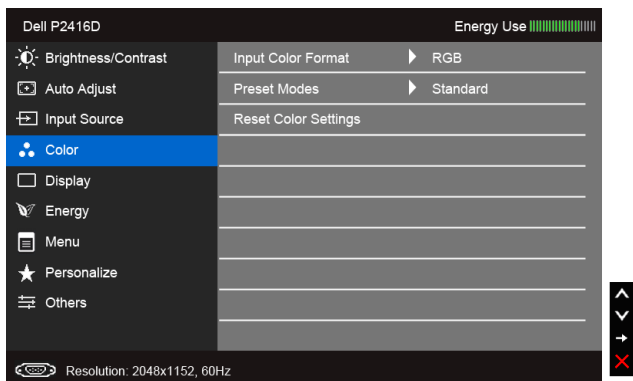 Dell P2416D
Energy Use
Brightness/Contrast
Auto Adjust
Input Source
Color
Display
Energy
Menu
Personalize
Others
Input Color Format
RGB
Preset Modes
Standard
Reset Color Settings
Resolution: 2048x1152, 60Hz